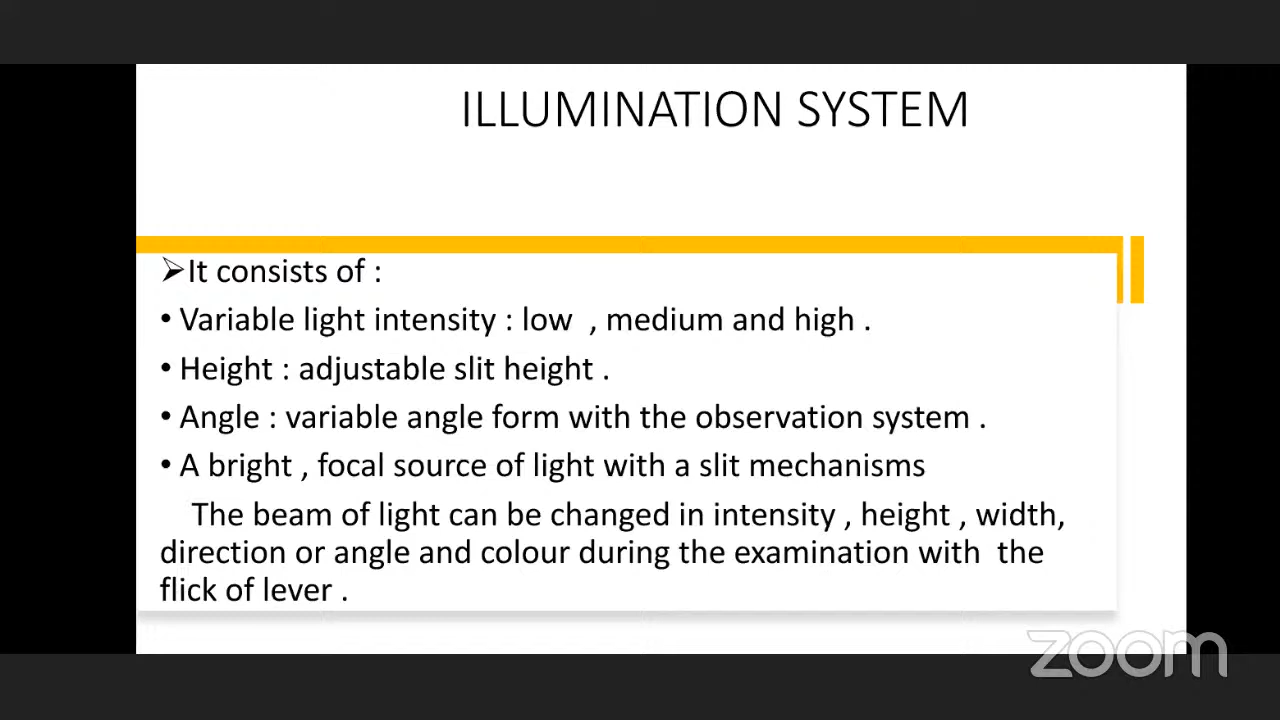 ILLUMINATION SYSTEM
➢It consists of :
• Variable light intensity : low , medium and high .
• Height : adjustable slit height .
• Angle : variable angle form with the observation system .
• A bright , focal source of light with a slit mechanisms
The beam of light can be changed in intensity , height , width,
direction or angle and colour during the examination with the
flick of lever .
zoom